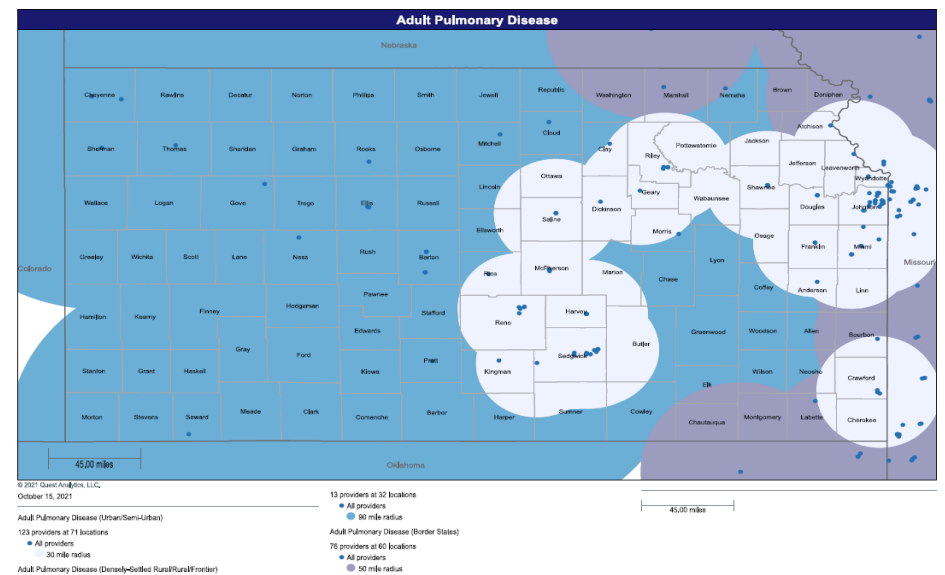 Adult Pulmonary Disease
Nebraska
Cheyenne Rawlins Decatur Norton Phillips Smith Jewell Republic Washington Marshall Nemaha Brown Doniphan
Atchison
Sherman Thomas Sheridan Graham Rooks Osborne Mitchell Cloud Clay Riley Pottawatomie Jackson Jefferson Leavenworth
Wyandotte
Wallace Logan Gove Trego Ellis Russell Lincoln Ottawa Dickinson Geary Wabaunsee Shawnee Douglas Johnson
Ellsworth Saline Morris Osage Franklin Miami
Colorado Greeley Wichita Scott Lane Ness Rush Barton Rice McPherson Marion Chase Lyon Coffey Anderson Linn Missouri
Hamilton Kearny Finney Hodgeman Pawnee Stafford Reno Harvey
Gray Ford Edwards Sedgwick Butler Greenwood Woodson Allen Bourbon
Stanton Grant Haskell Kiowa Pratt Kingman Elk Wilson Neosho Crawford
Morton Stevens Seward Meade Clark Comanche Barber Harper Sumner Cowley Chautauqua Montgomery Labette Cherokee
45,00 miles
Oklahoma
© 2021 Quest Analytics, LLC.
October 15, 2021
Adult Pulmonary Disease (Urban/Semi-Urban)
123 providers at 71 locations
All providers
30 mile radius
Adult Pulmonary Disease (Densely-Settled Rural/Rural/Frontier)
13 providers at 32 locations
All providers
90 mile radius
Adult Pulmonary Disease (Border States)
76 providers at 60 locations
All providers
50 mile radius
45.00 miles